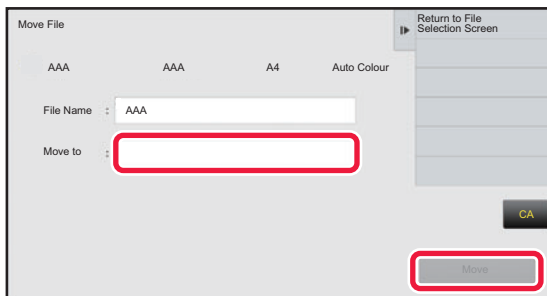 Move File
Return to File
Selection Screen
AAA AAA A4 Auto Colour
File Name : AAA
Move to :
CA
Move